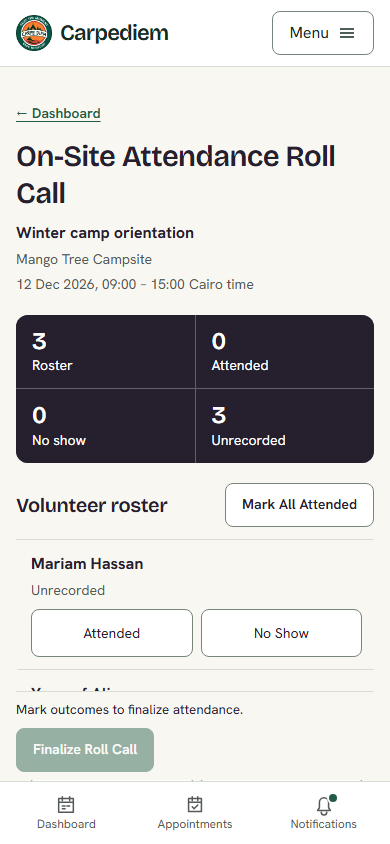 Carpediem
Menu
← Dashboard
On-Site Attendance Roll
Call
Winter camp orientation
Mango Tree Campsite
12 Dec 2026, 09:00 – 15:00 Cairo time
3
Roster
0
Attended
0
No show
3
Unrecorded
Volunteer roster
Mark All Attended
Mariam Hassan
Unrecorded
Attended
No Show
Mark outcomes to finalize attendance.
Finalize Roll Call
Dashboard
Appointments
Notifications